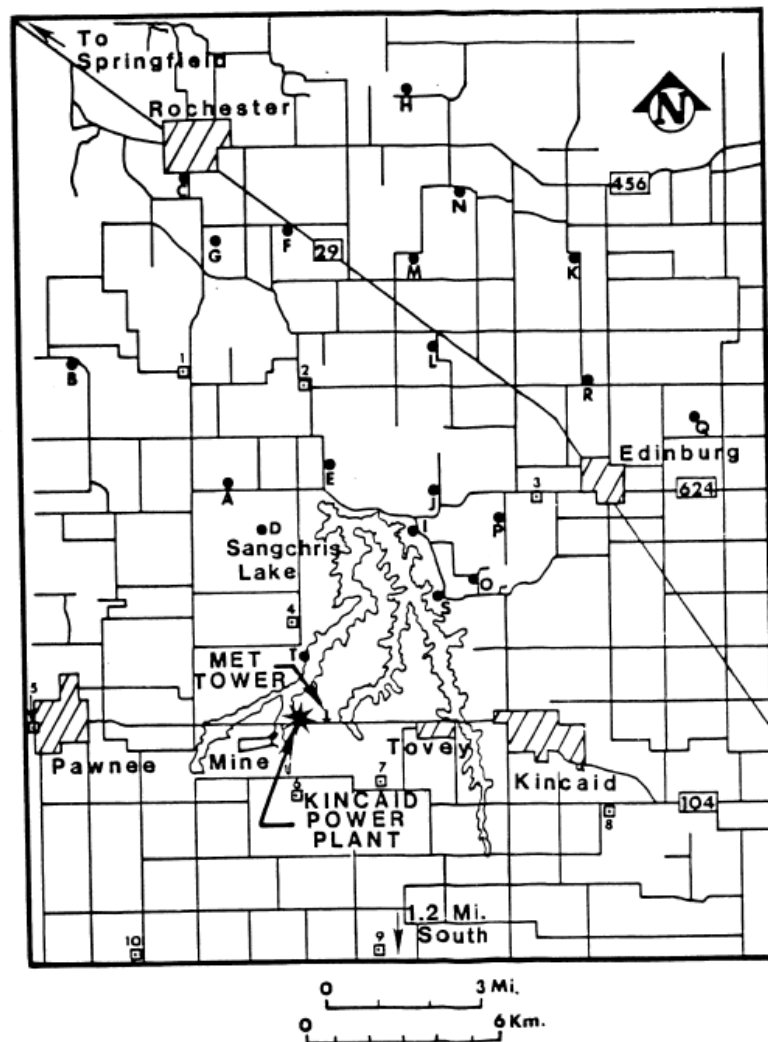 To
Springfield
Rochester
N
H
C
456
N
G
F
29
M
K
L
B
1
2
R
Q
Edinburg
E
A
J
3
624
D
I
P
Sangchris
Lake
O
S
4
T
MET
TOWER
5
Pawnee
Mine
Tovey
Kincaid
7
6
KINCAID
POWER
PLANT
104
8
1.2 Mi.
South
10
9
0 3 Mi.
0 6 Km.